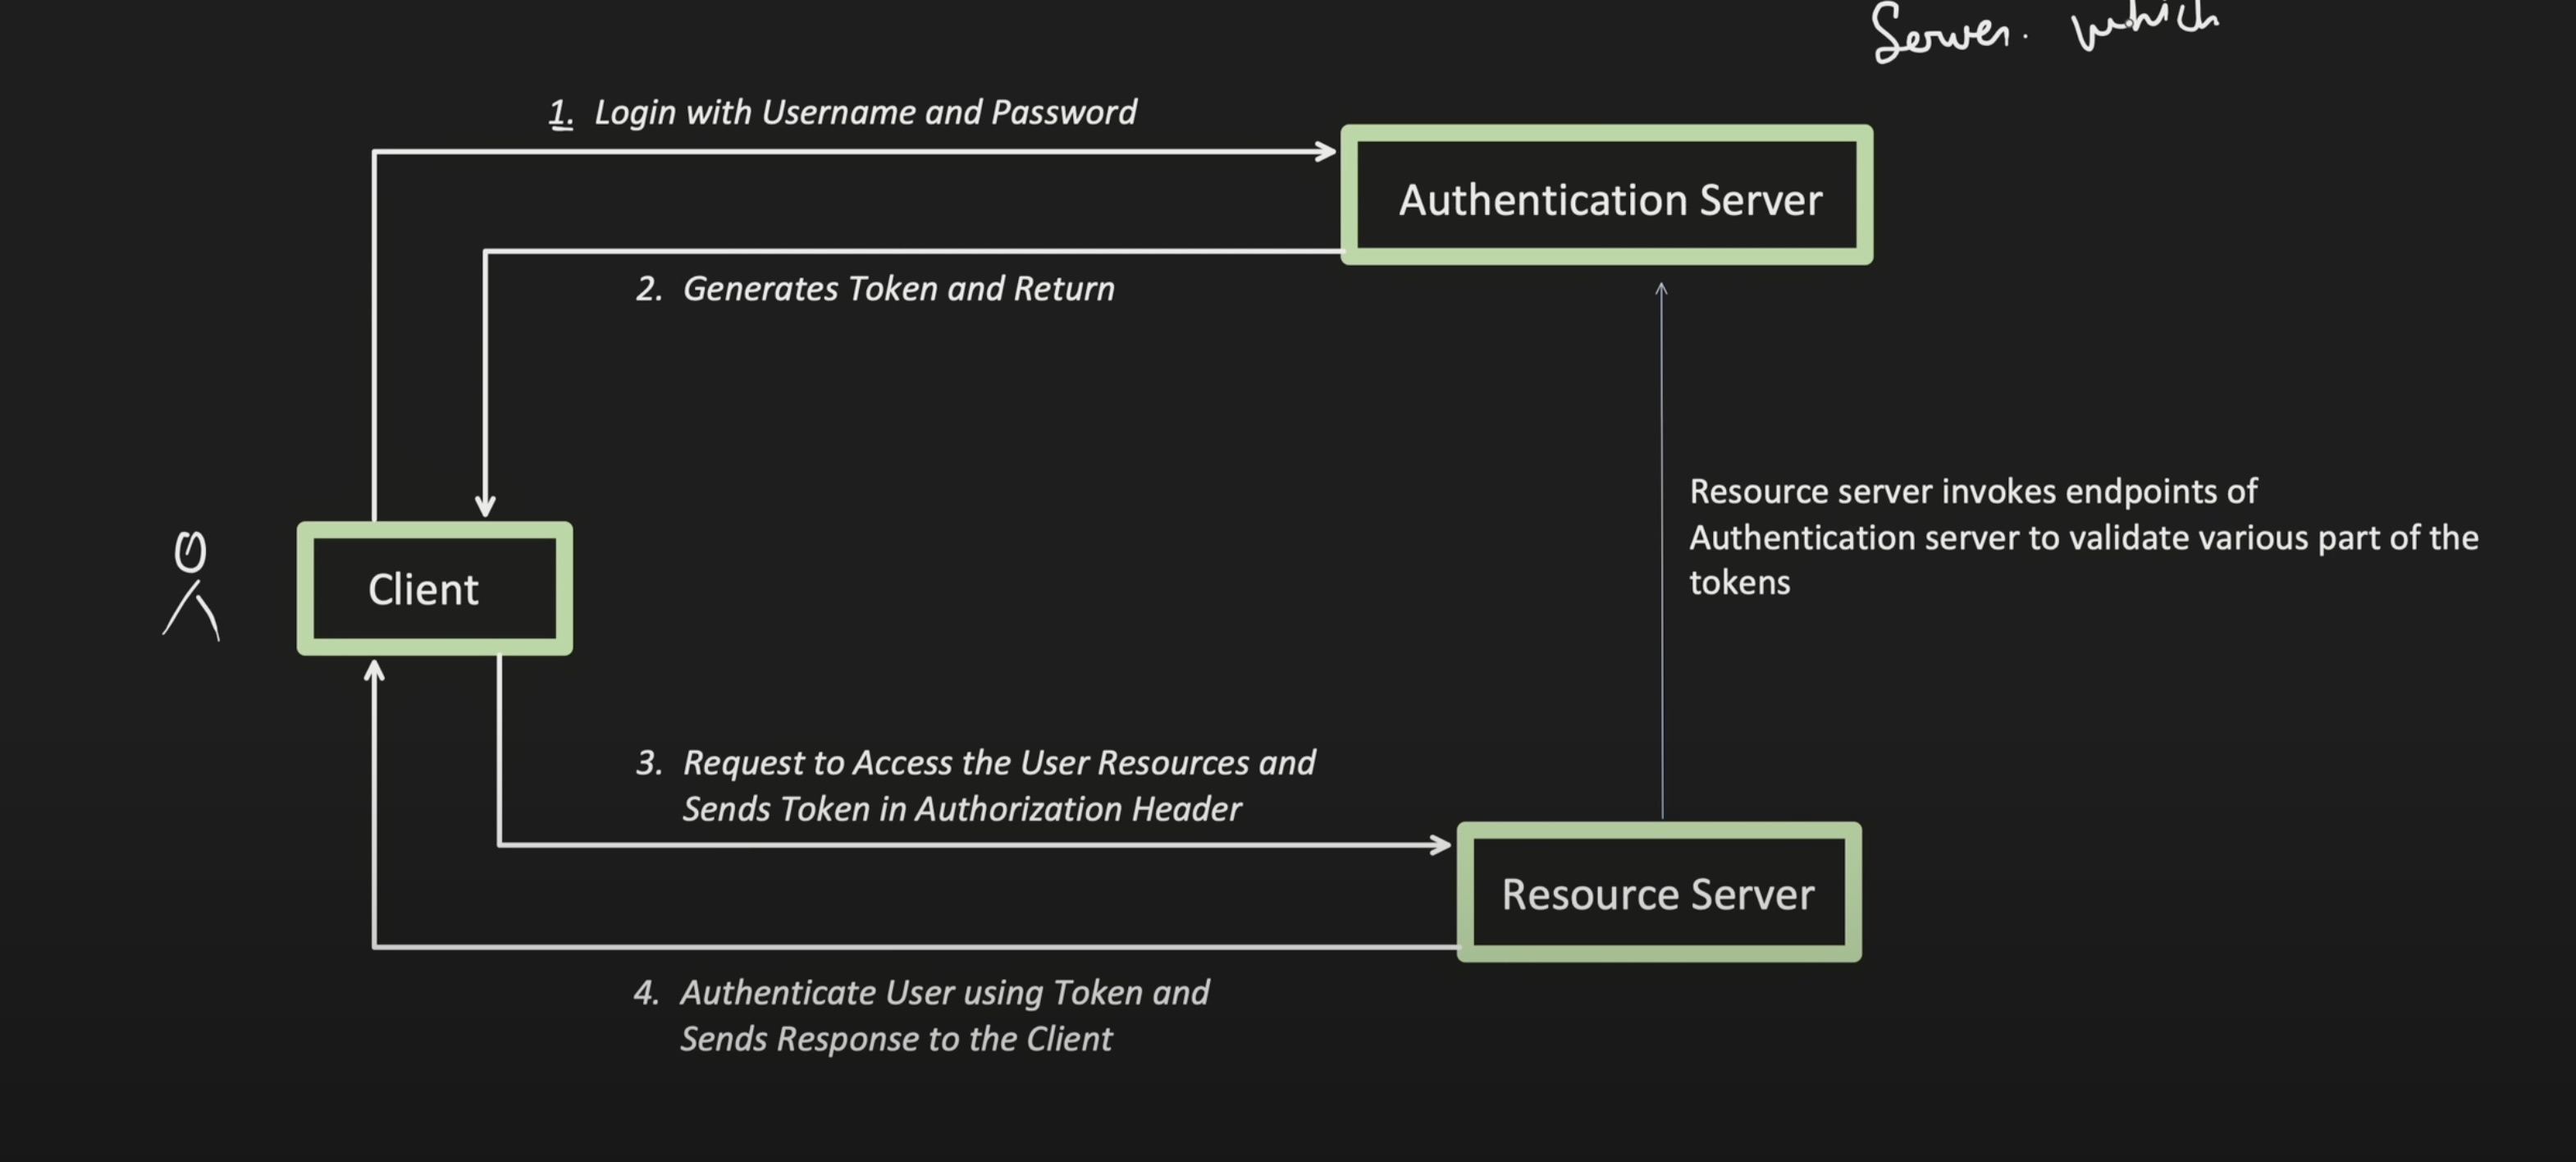 Server. which
1. Login with Username and Password
Authentication Server
2. Generates Token and Return
Resource server invokes endpoints of
Authentication server to validate various part of the
tokens
Client
3. Request to Access the User Resources and
Sends Token in Authorization Header
Resource Server
4. Authenticate User using Token and
Sends Response to the Client